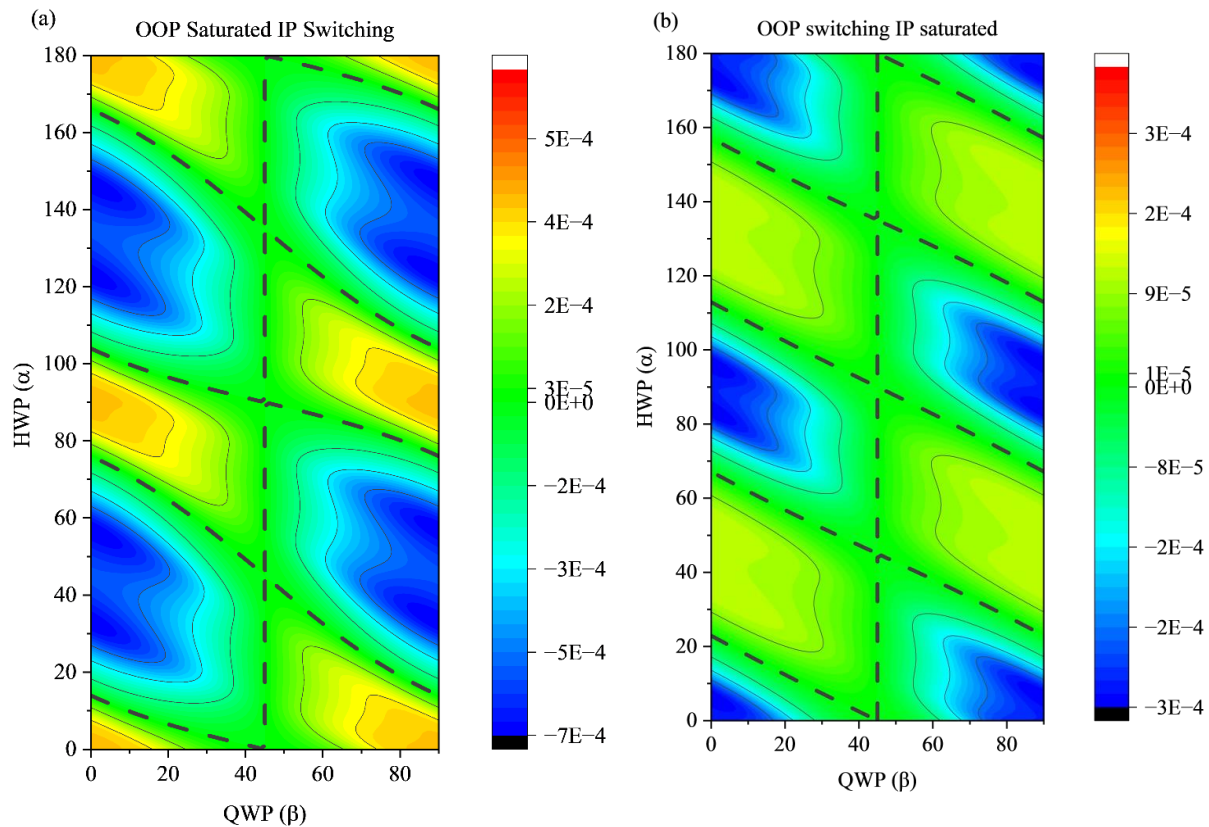 (a)
OOP Saturated IP Switching
180
160
140
120
100
80
60
40
20
0
HWP (α)
0 20 40 60 80
QWP (β)
5E−4
4E−4
2E−4
3E−5
0E+0
−2E−4
−3E−4
−5E−4
−7E−4
(b)
OOP switching IP saturated
180
160
140
120
100
80
60
40
20
0
HWP (α)
0 20 40 60 80
QWP (β)
3E−4
2E−4
9E−5
1E−5
0E+0
−8E−5
−2E−4
−2E−4
−3E−4